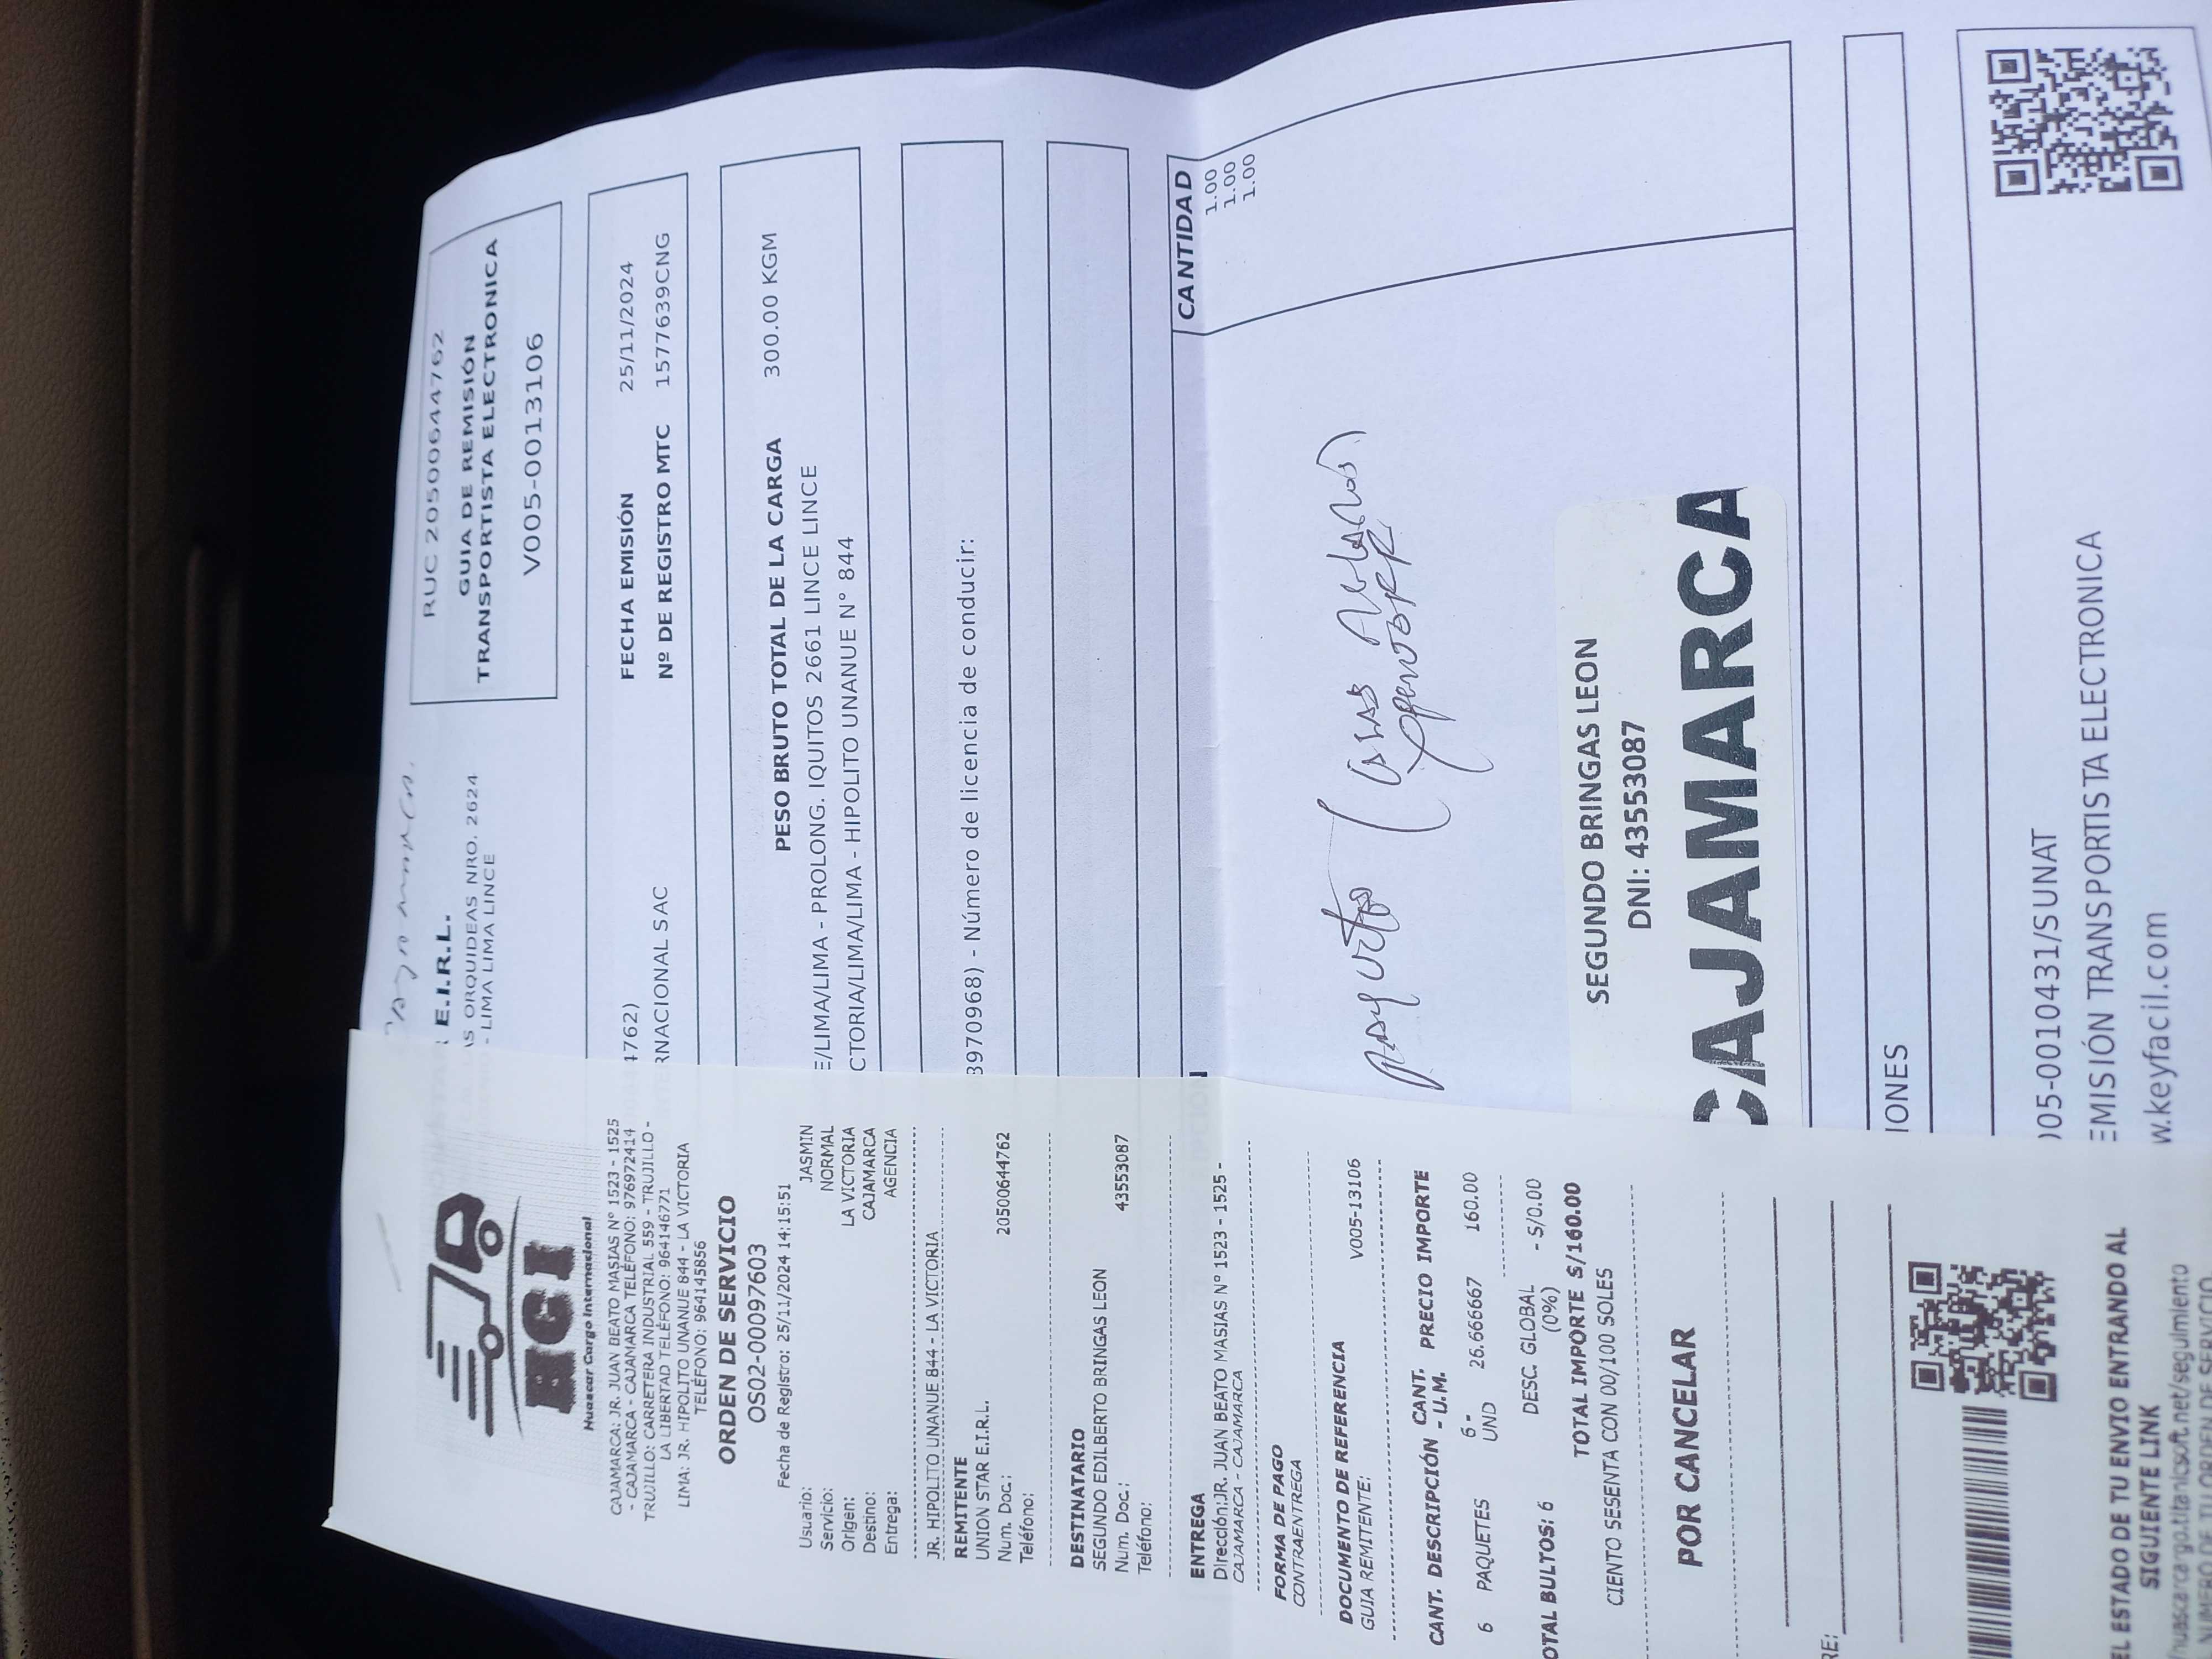 HGI
Huascar Cargo Internacional
CAJAMARCA: JR. JUAN BEATO MASIAS N° 1523 - 1525
- CAJAMARCA - CAJAMARCA TELÉFONO: 976972414
TRUJILLO: CARRETERA INDUSTRIAL 559 - TRUJILLO -
LA LIBERTAD TELÉFONO: 964146771
LIMA: JR. HIPOLITO UNANUE 844 - LA VICTORIA
TELÉFONO: 964145856
ORDEN DE SERVICIO
OS02-00097603
Fecha de Registro: 25/11/2024 14:15:51
Usuario: JASMIN
Servicio: NORMAL
Origen: LA VICTORIA
Destino: CAJAMARCA
Entrega: AGENCIA
JR. HIPOLITO UNANUE 844 - LA VICTORIA
REMITENTE
UNION STAR E.I.R.L.
Num. Doc.: 20500644762
Teléfono:
DESTINATARIO
SEGUNDO EDILBERTO BRINGAS LEON
Num. Doc.: 43553087
Teléfono:
ENTREGA
Dirección:JR. JUAN BEATO MASIAS N° 1523 - 1525 -
CAJAMARCA - CAJAMARCA
FORMA DE PAGO
CONTRAENTREGA
DOCUMENTO DE REFERENCIA
GUIA REMITENTE: V005-13106
CANT. DESCRIPCIÓN CANT. - U.M. PRECIO IMPORTE
6 PAQUETES 6 - UND 26.666667 160.00
DESC. GLOBAL (0%) - S/0.00
OTAL BULTOS: 6
TOTAL IMPORTE S/160.00
CIENTO SESENTA CON 00/100 SOLES
POR CANCELAR
RE:
EL ESTADO DE TU ENVIO ENTRANDO AL
SIGUIENTE LINK
huascargo.titanicsoft.net/seguimiento
E.I.R.L.
AS ORQUIDEAS NRO. 2624
- LIMA LIMA LINCE
RUC 20500644762
GUIA DE REMISIÓN
TRANSPORTISTA ELECTRONICA
V005-0013106
4762) FECHA EMISIÓN 25/11/2024
RNACIONAL SAC Nº DE REGISTRO MTC 1577639CNG
PESO BRUTO TOTAL DE LA CARGA 300.00 KGM
E/LIMA/LIMA - PROLONG. IQUITOS 2661 LINCE LINCE
CTORIA/LIMA/LIMA - HIPOLITO UNANUE N° 844
3970968) - Número de licencia de conducir:
CANTIDAD
1.00
1.00
1.00
SEGUNDO BRINGAS LEON
DNI: 43553087
CAJAMARCA
IONES
005-0010431/SUNAT
EMISIÓN TRANSPORTISTA ELECTRONICA
w.keyfacil.com